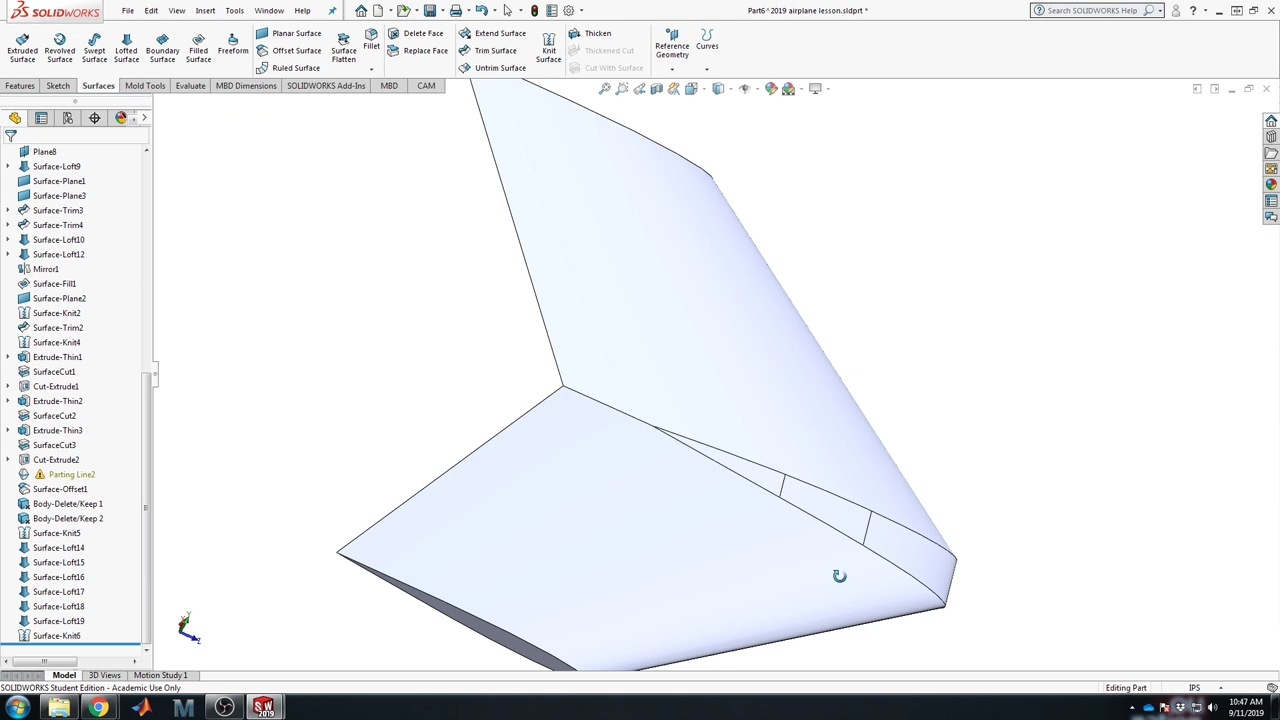 SOLIDWORKS
File Edit View Insert Tools Window Help
Part6^2019 airplane lesson.sldprt *
Search SOLIDWORKS Help
Extruded Surface
Revolved Surface
Swept Surface
Lofted Surface
Boundary Surface
Filled Surface
Freeform
Planar Surface
Offset Surface
Ruled Surface
Surface Flatten
Fillet
Delete Face
Replace Face
Extend Surface
Trim Surface
Untrim Surface
Knit Surface
Thicken
Thickened Cut
Cut With Surface
Reference Geometry
Curves
Features Sketch Surfaces Mold Tools Evaluate MBD Dimensions SOLIDWORKS Add-Ins MBD CAM
Plane8
Surface-Loft9
Surface-Plane1
Surface-Plane3
Surface-Trim3
Surface-Trim4
Surface-Loft10
Surface-Loft12
Mirror1
Surface-Fill1
Surface-Plane2
Surface-Knit2
Surface-Trim2
Surface-Knit4
Extrude-Thin1
SurfaceCut1
Cut-Extrude1
Extrude-Thin2
SurfaceCut2
Extrude-Thin3
SurfaceCut3
Cut-Extrude2
Parting Line2
Surface-Offset1
Body-Delete/Keep 1
Body-Delete/Keep 2
Surface-Knit5
Surface-Loft14
Surface-Loft15
Surface-Loft16
Surface-Loft17
Surface-Loft18
Surface-Loft19
Surface-Knit6
Y
Z
Model 3D Views Motion Study 1
SOLIDWORKS Student Edition - Academic Use Only
Editing Part
IPS
SW 2019
10:47 AM
9/11/2019